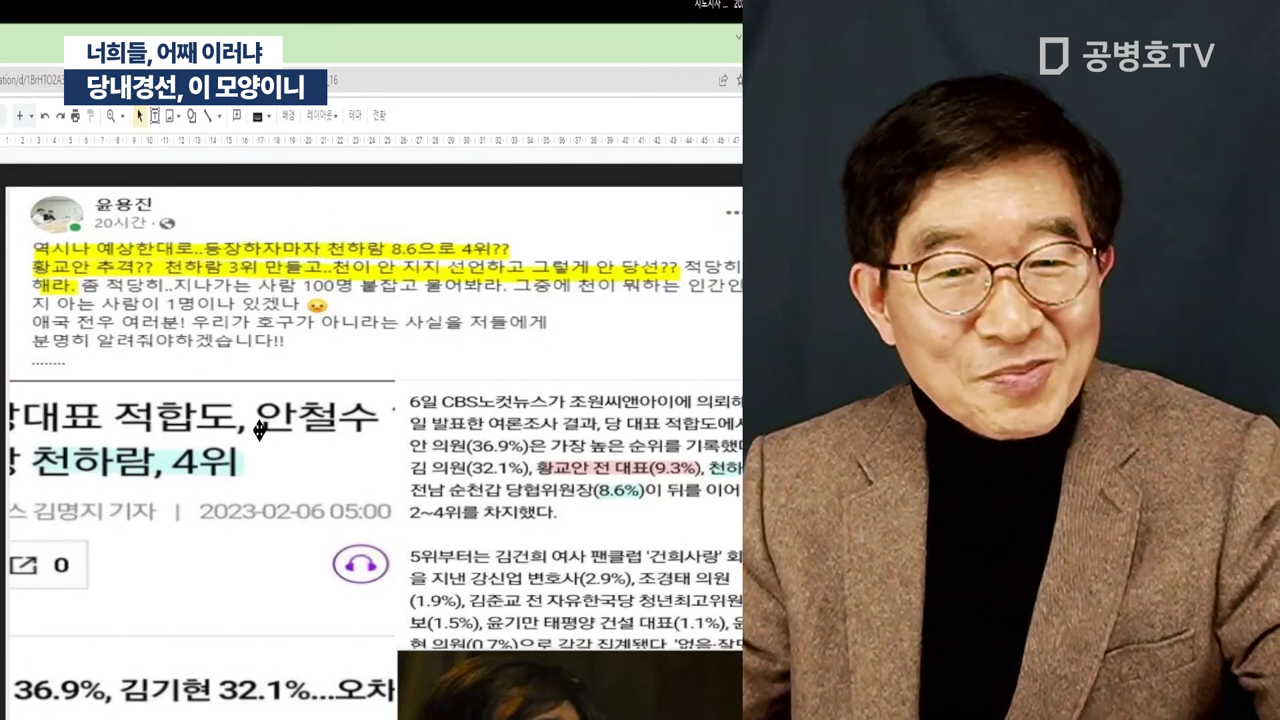 너희들, 어째 이러냐
당내경선, 이 모양이니
공병호TV
배경 레이아웃 테마 전환
윤용진
20시간
역시나 예상한대로..등장하자마자 천하람 8.6으로 4위??
황교안 추격?? 천하람 3위 만들고..천이 안 지지 선언하고 그렇게 안 당선?? 적당히
해라. 좀 적당히..지나가는 사람 100명 붙잡고 물어봐라. 그중에 천이 뭐하는 인간인
지 아는 사람이 1명이나 있겠나
애국 전우 여러분! 우리가 호구가 아니라는 사실을 저들에게
분명히 알려줘야하겠습니다!!
--------
당대표 적합도, 안철수
천하람, 4위
스 김명지 기자 | 2023-02-06 05:00
0
36.9%, 김기현 32.1%...오차
6일 CBS노컷뉴스가 조원씨앤아이에 의뢰해
일 발표한 여론조사 결과, 당 대표 적합도에서
안 의원(36.9%)은 가장 높은 순위를 기록했다
김 의원(32.1%), 황교안 전 대표(9.3%), 천하
전남 순천갑 당협위원장(8.6%)이 뒤를 이어
2~4위를 차지했다.
5위부터는 김건희 여사 팬클럽 '건희사랑' 회
을 지낸 강신업 변호사(2.9%), 조경태 의원
(1.9%), 김준교 전 자유한국당 청년최고위원
보(1.5%), 윤기만 태평양 건설 대표(1.1%), 윤
현 의원(0.7%)으로 각각 집계됐다. '없음·잘모